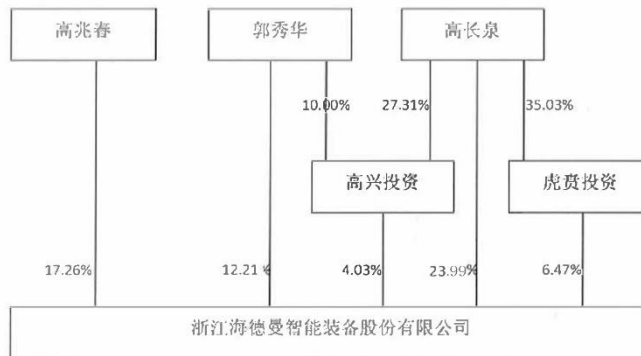 高兆春 郭秀华 高长泉
10.00% 27.31% 35.03%
高兴投资 虎贲投资
17.26% 12.21% 4.03% 23.99% 6.47%
浙江海德曼智能装备股份有限公司